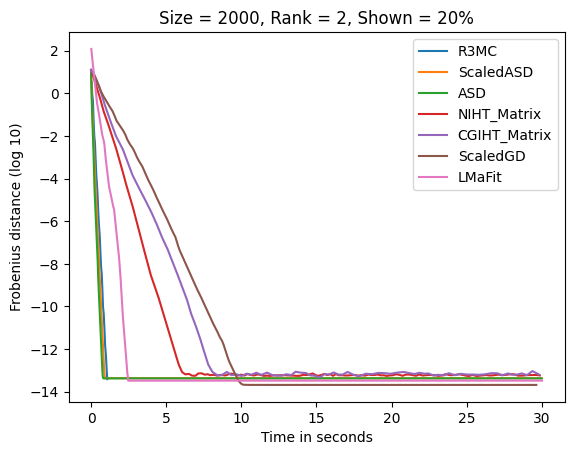 Size = 2000, Rank = 2, Shown = 20%
Frobenius distance (log 10)
2
0
−2
−4
−6
−8
−10
−12
−14
R3MC
ScaledASD
ASD
NIHT_Matrix
CGIHT_Matrix
ScaledGD
LMaFit
0 5 10 15 20 25 30
Time in seconds